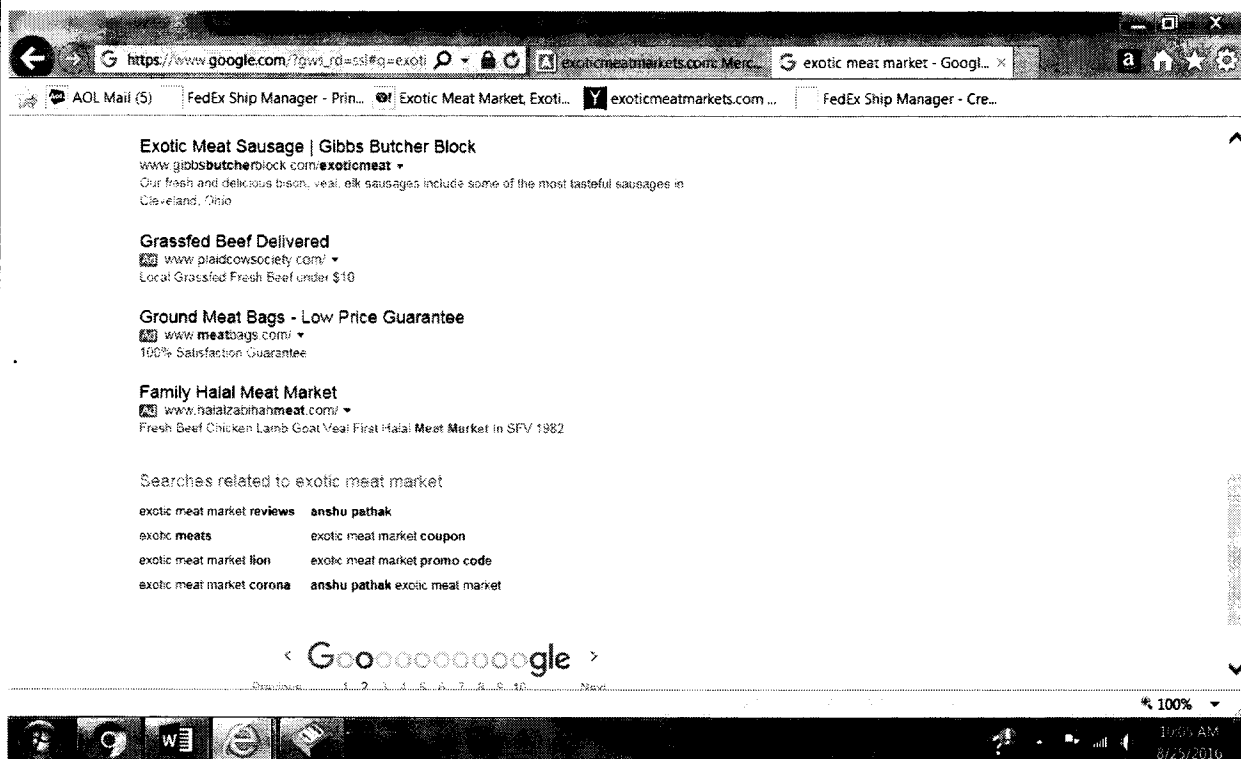 https://www.google.com/?gws_rd=ssl#q=exoti
exoticmeatmarkets.com: Merc...
exotic meat market - Googl...
AOL Mail (5) FedEx Ship Manager - Prin... Exotic Meat Market, Exoti... exoticmeatmarkets.com ... FedEx Ship Manager - Cre...
Exotic Meat Sausage | Gibbs Butcher Block
www.gibbsbutcherblock.com/exoticmeat
Our fresh and delicious bison, veal, elk sausages include some of the most tasteful sausages in
Cleveland, Ohio
Grassfed Beef Delivered
Ad www.plaidcowsociety.com/
Local Grassfed Fresh Beef under $10
Ground Meat Bags - Low Price Guarantee
Ad www.meatbags.com/
100% Satisfaction Guarantee
Family Halal Meat Market
Ad www.halalzabihahmeat.com/
Fresh Beef Chicken Lamb Goat Veal First Halal Meat Market in SFV 1982
Searches related to exotic meat market
exotic meat market reviews anshu pathak
exotic meats exotic meat market coupon
exotic meat market lion exotic meat market promo code
exotic meat market corona anshu pathak exotic meat market
Goooooooooogle
Previous 1 2 3 4 5 6 7 8 9 10 Next
100%
10:05 AM
8/25/2016